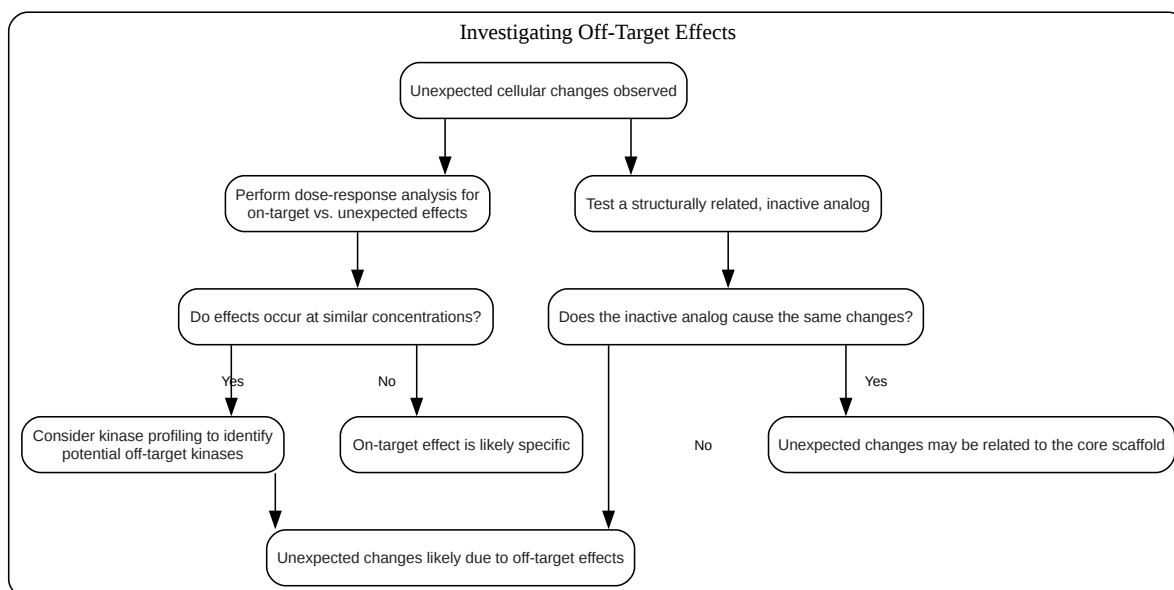 Investigating Off-Target Effects
Unexpected cellular changes observed
Perform dose-response analysis for
on-target vs. unexpected effects
Test a structurally related, inactive analog
Do effects occur at similar concentrations?
Does the inactive analog cause the same changes?
Yes
No
Yes
Consider kinase profiling to identify
potential off-target kinases
On-target effect is likely specific
No
Unexpected changes may be related to the core scaffold
Unexpected changes likely due to off-target effects